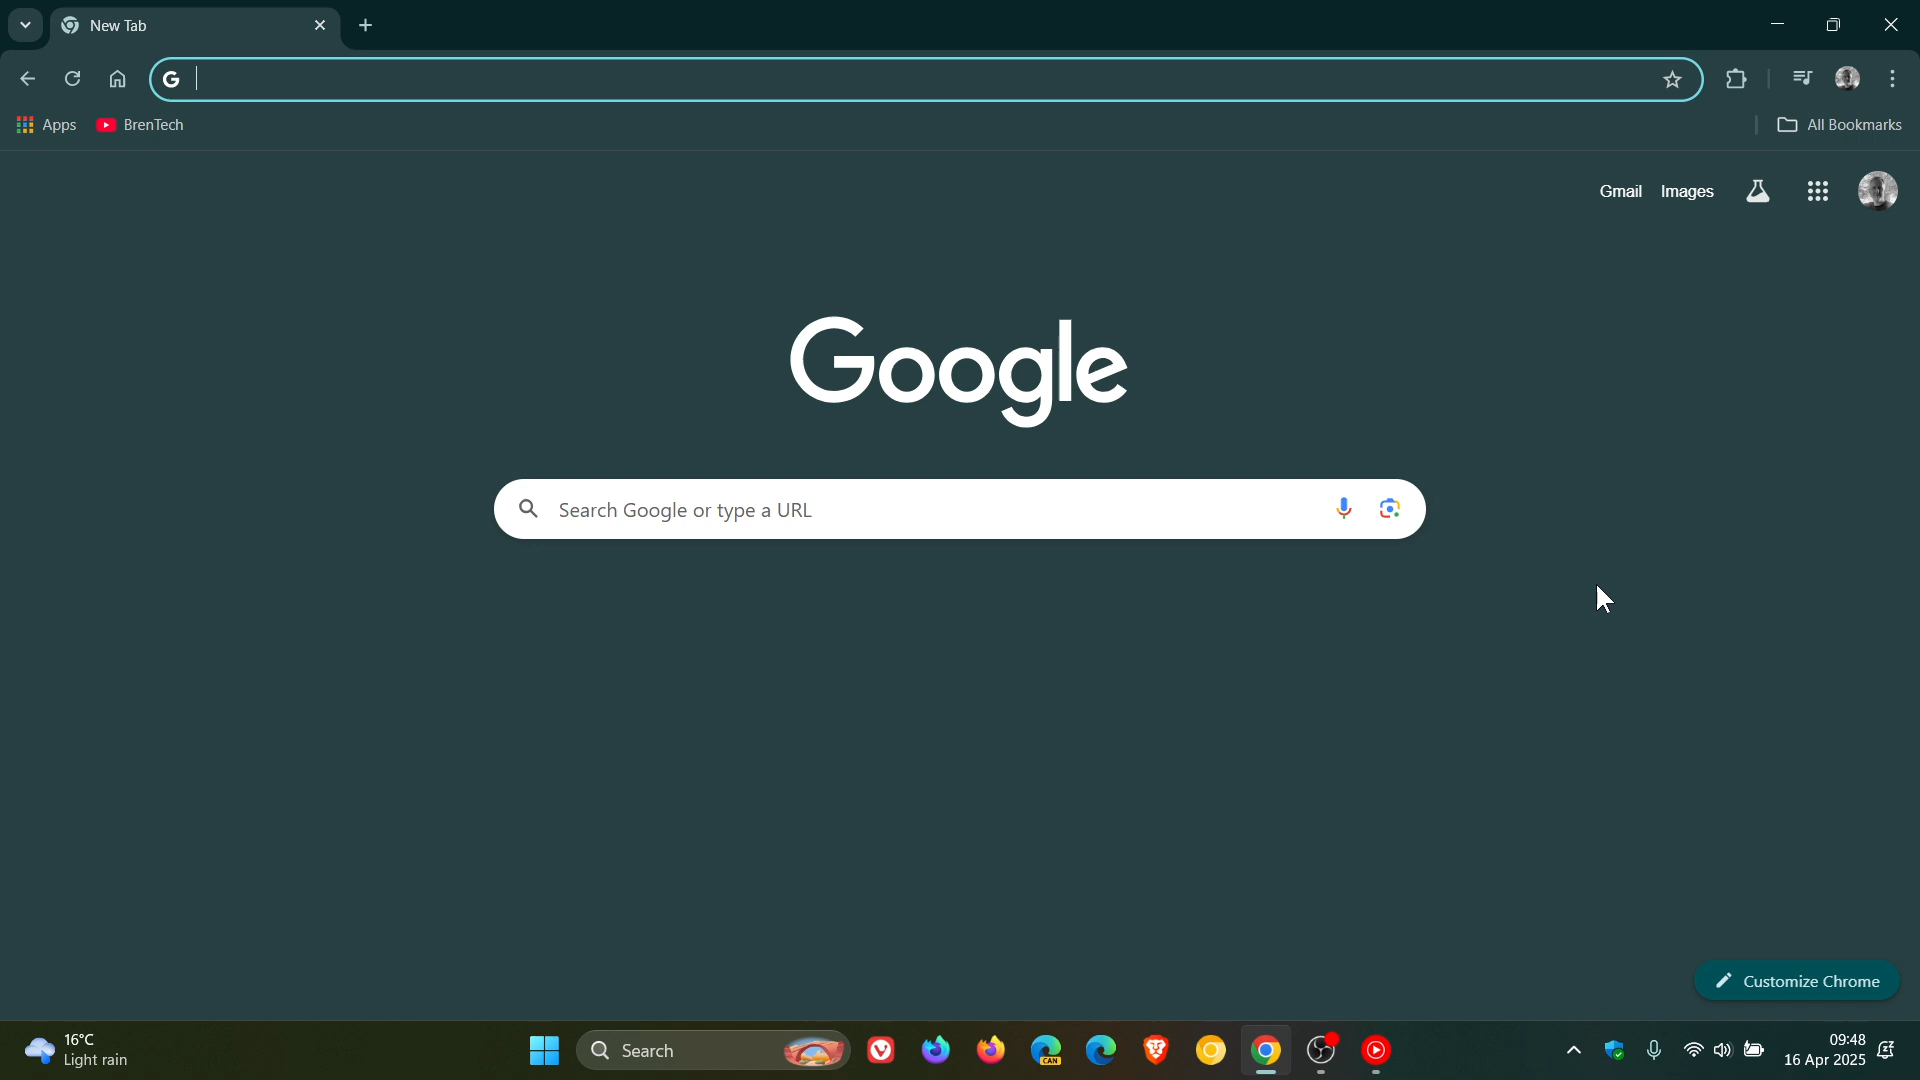 New Tab
Apps
BrenTech
All Bookmarks
Gmail
Images
Google
Search Google or type a URL
Customize Chrome
16°C
Light rain
Search
CAN
09:48
16 Apr 2025